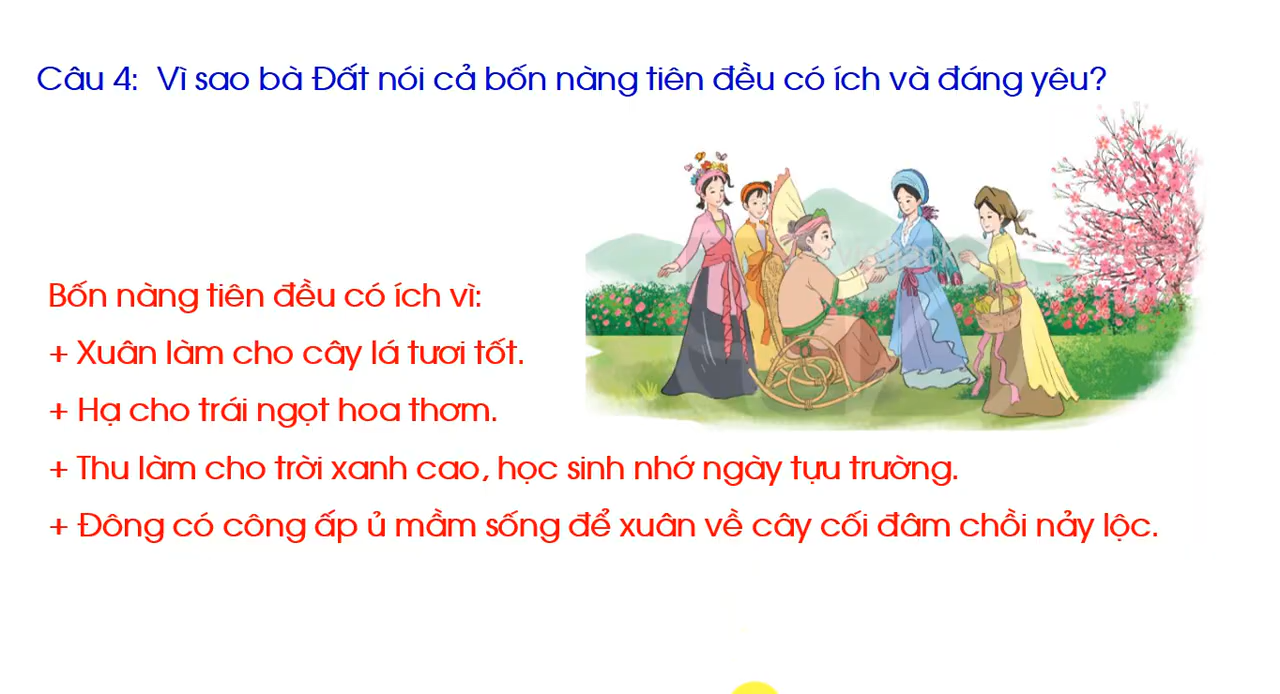 Câu 4: Vì sao bà Đất nói cả bốn nàng tiên đều có ích và đáng yêu?
Bốn nàng tiên đều có ích vì:
+ Xuân làm cho cây lá tươi tốt.
+ Hạ cho trái ngọt hoa thơm.
+ Thu làm cho trời xanh cao, học sinh nhớ ngày tựu trường.
+ Đông có công ấp ủ mầm sống để xuân về cây cối đâm chồi nảy lộc.